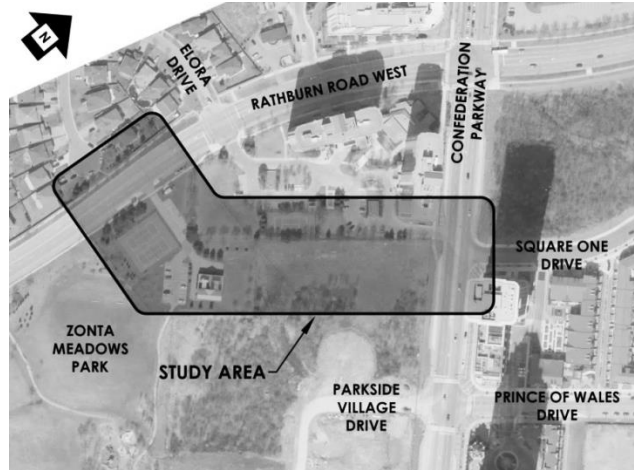 N
ELORA
DRIVE
RATHBURN ROAD WEST
CONFEDERATION
PARKWAY
SQUARE ONE
DRIVE
ZONTA
MEADOWS
PARK
STUDY AREA
PARKSIDE
VILLAGE
DRIVE
PRINCE OF WALES
DRIVE